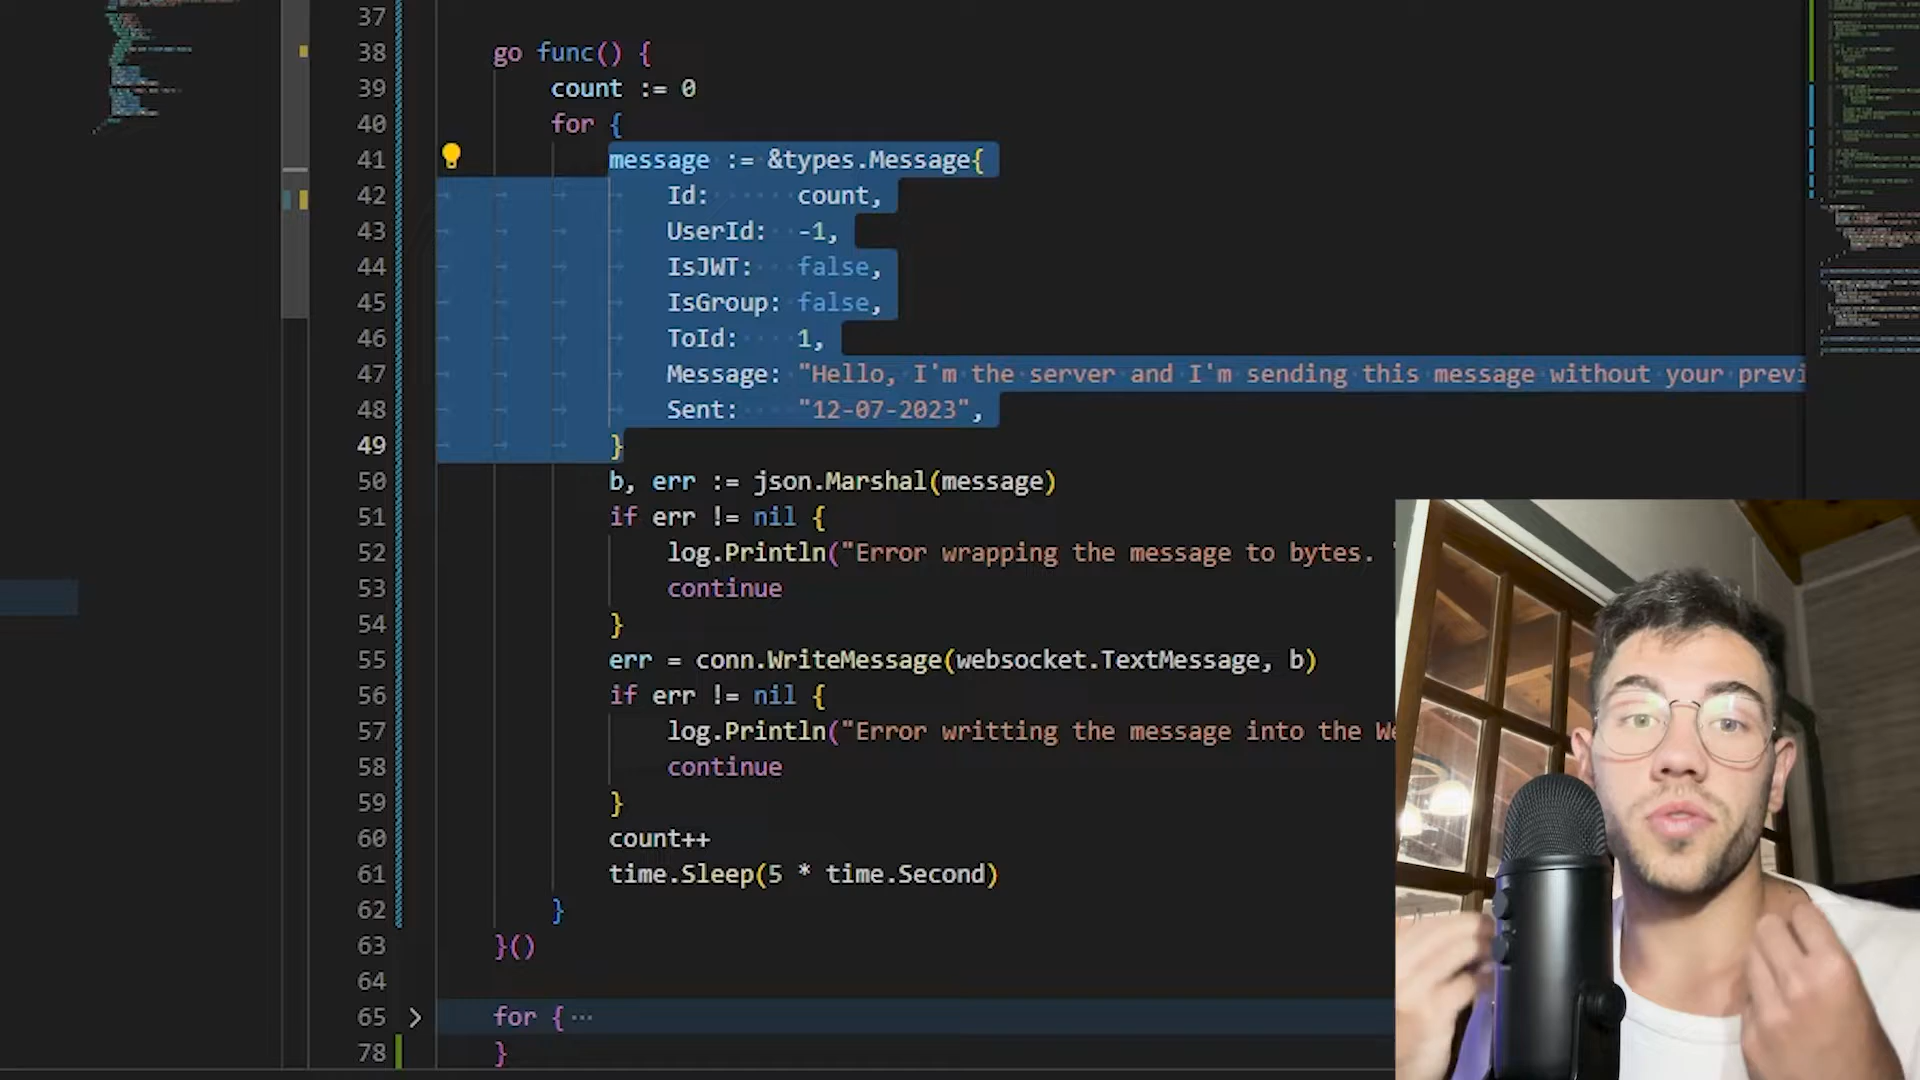 37
38 go func() {
39 count := 0
40 for {
41 message := &types.Message{
42 Id: count,
43 UserId: -1,
44 IsJWT: false,
45 IsGroup: false,
46 ToId: 1,
47 Message: "Hello, I'm the server and I'm sending this message without your previ
48 Sent: "12-07-2023",
49 }
50 b, err := json.Marshal(message)
51 if err != nil {
52 log.Println("Error wrapping the message to bytes. "
53 continue
54 }
55 err = conn.WriteMessage(websocket.TextMessage, b)
56 if err != nil {
57 log.Println("Error writting the message into the We
58 continue
59 }
60 count++
61 time.Sleep(5 * time.Second)
62 }
63 }()
64
65 for { ···
78 }